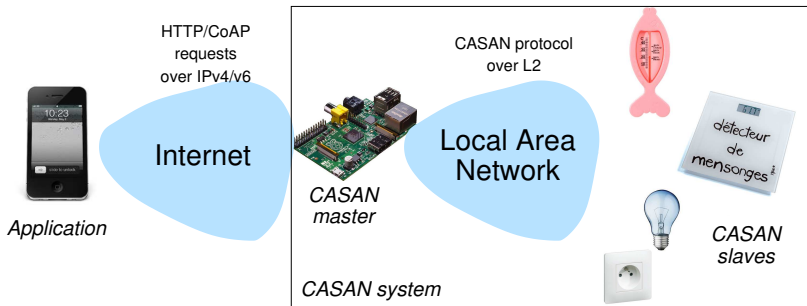 HTTP/CoAP
requests
over IPv4/v6
CASAN protocol
over L2
10:23
Internet
Local Area
Network
détecteur
de
mensonges
CASAN
master
Application
CASAN
slaves
CASAN system